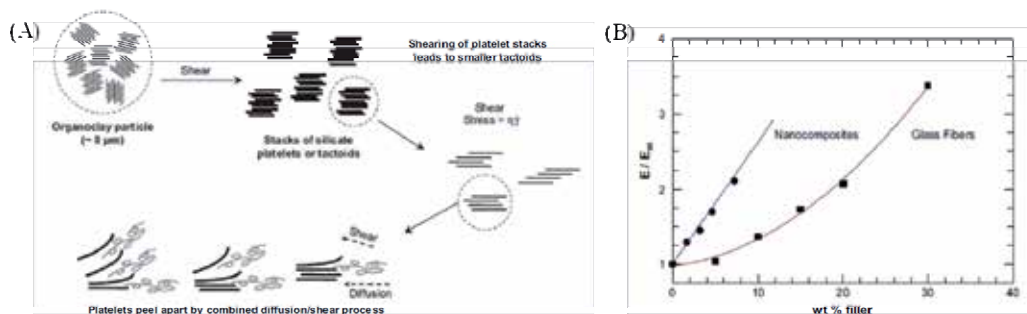 (A)
Shearing of platelet stacks
leads to smaller tactoids
Shear
Organoclay particle
(~ 8 μm)
Stacks of silicate
platelets or tactoids
Shear
Stress = ηγ̇
Shear
Diffusion
Platelets peel apart by combined diffusion/shear process
(B)
4
3
2
1
E / Em
Nanocomposites
Glass Fibers
0
10
20
30
40
wt % filler